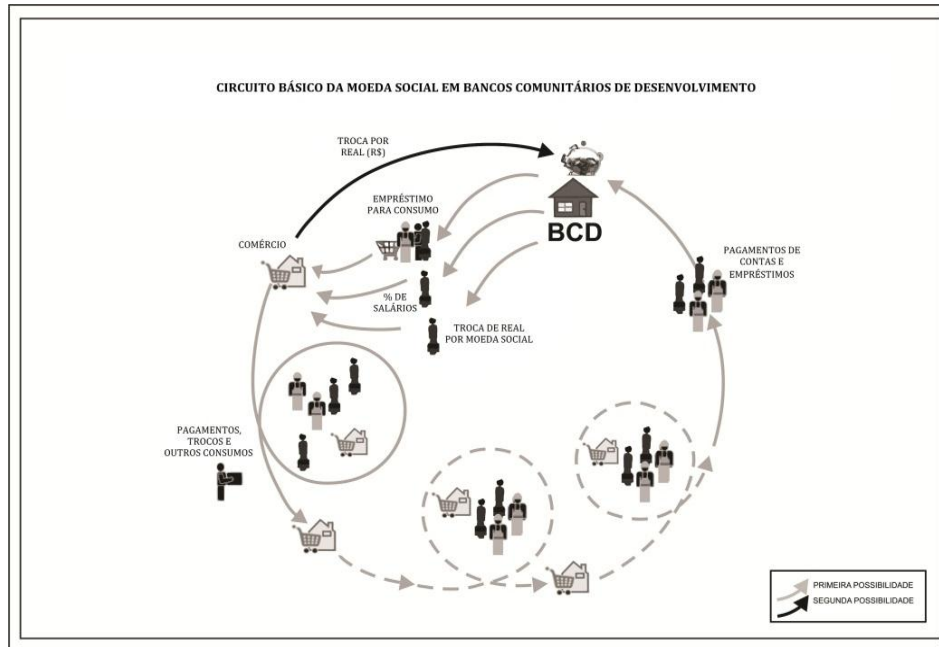 CIRCUITO BÁSICO DA MOEDA SOCIAL EM BANCOS COMUNITÁRIOS DE DESENVOLVIMENTO
TROCA POR
REAL (R$)
EMPRÉSTIMO
PARA CONSUMO
BCD
COMÉRCIO
PAGAMENTOS DE
CONTAS E
EMPRÉSTIMOS
% DE
SALÁRIOS
TROCA DE REAL
POR MOEDA SOCIAL
PAGAMENTOS,
TROCOS E
OUTROS CONSUMOS
PRIMEIRA POSSIBILIDADE
SEGUNDA POSSIBILIDADE